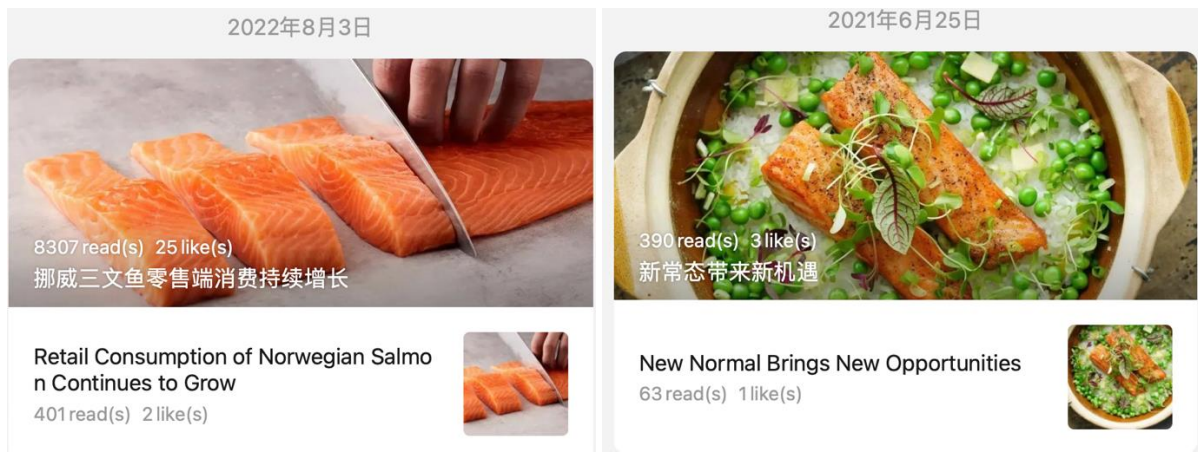 2022年8月3日
8307 read(s) 25 like(s)
挪威三文鱼零售端消费持续增长
Retail Consumption of Norwegian Salmo
n Continues to Grow
401 read(s) 2 like(s)
2021年6月25日
390 read(s) 3 like(s)
新常态带来新机遇
New Normal Brings New Opportunities
63 read(s) 1 like(s)